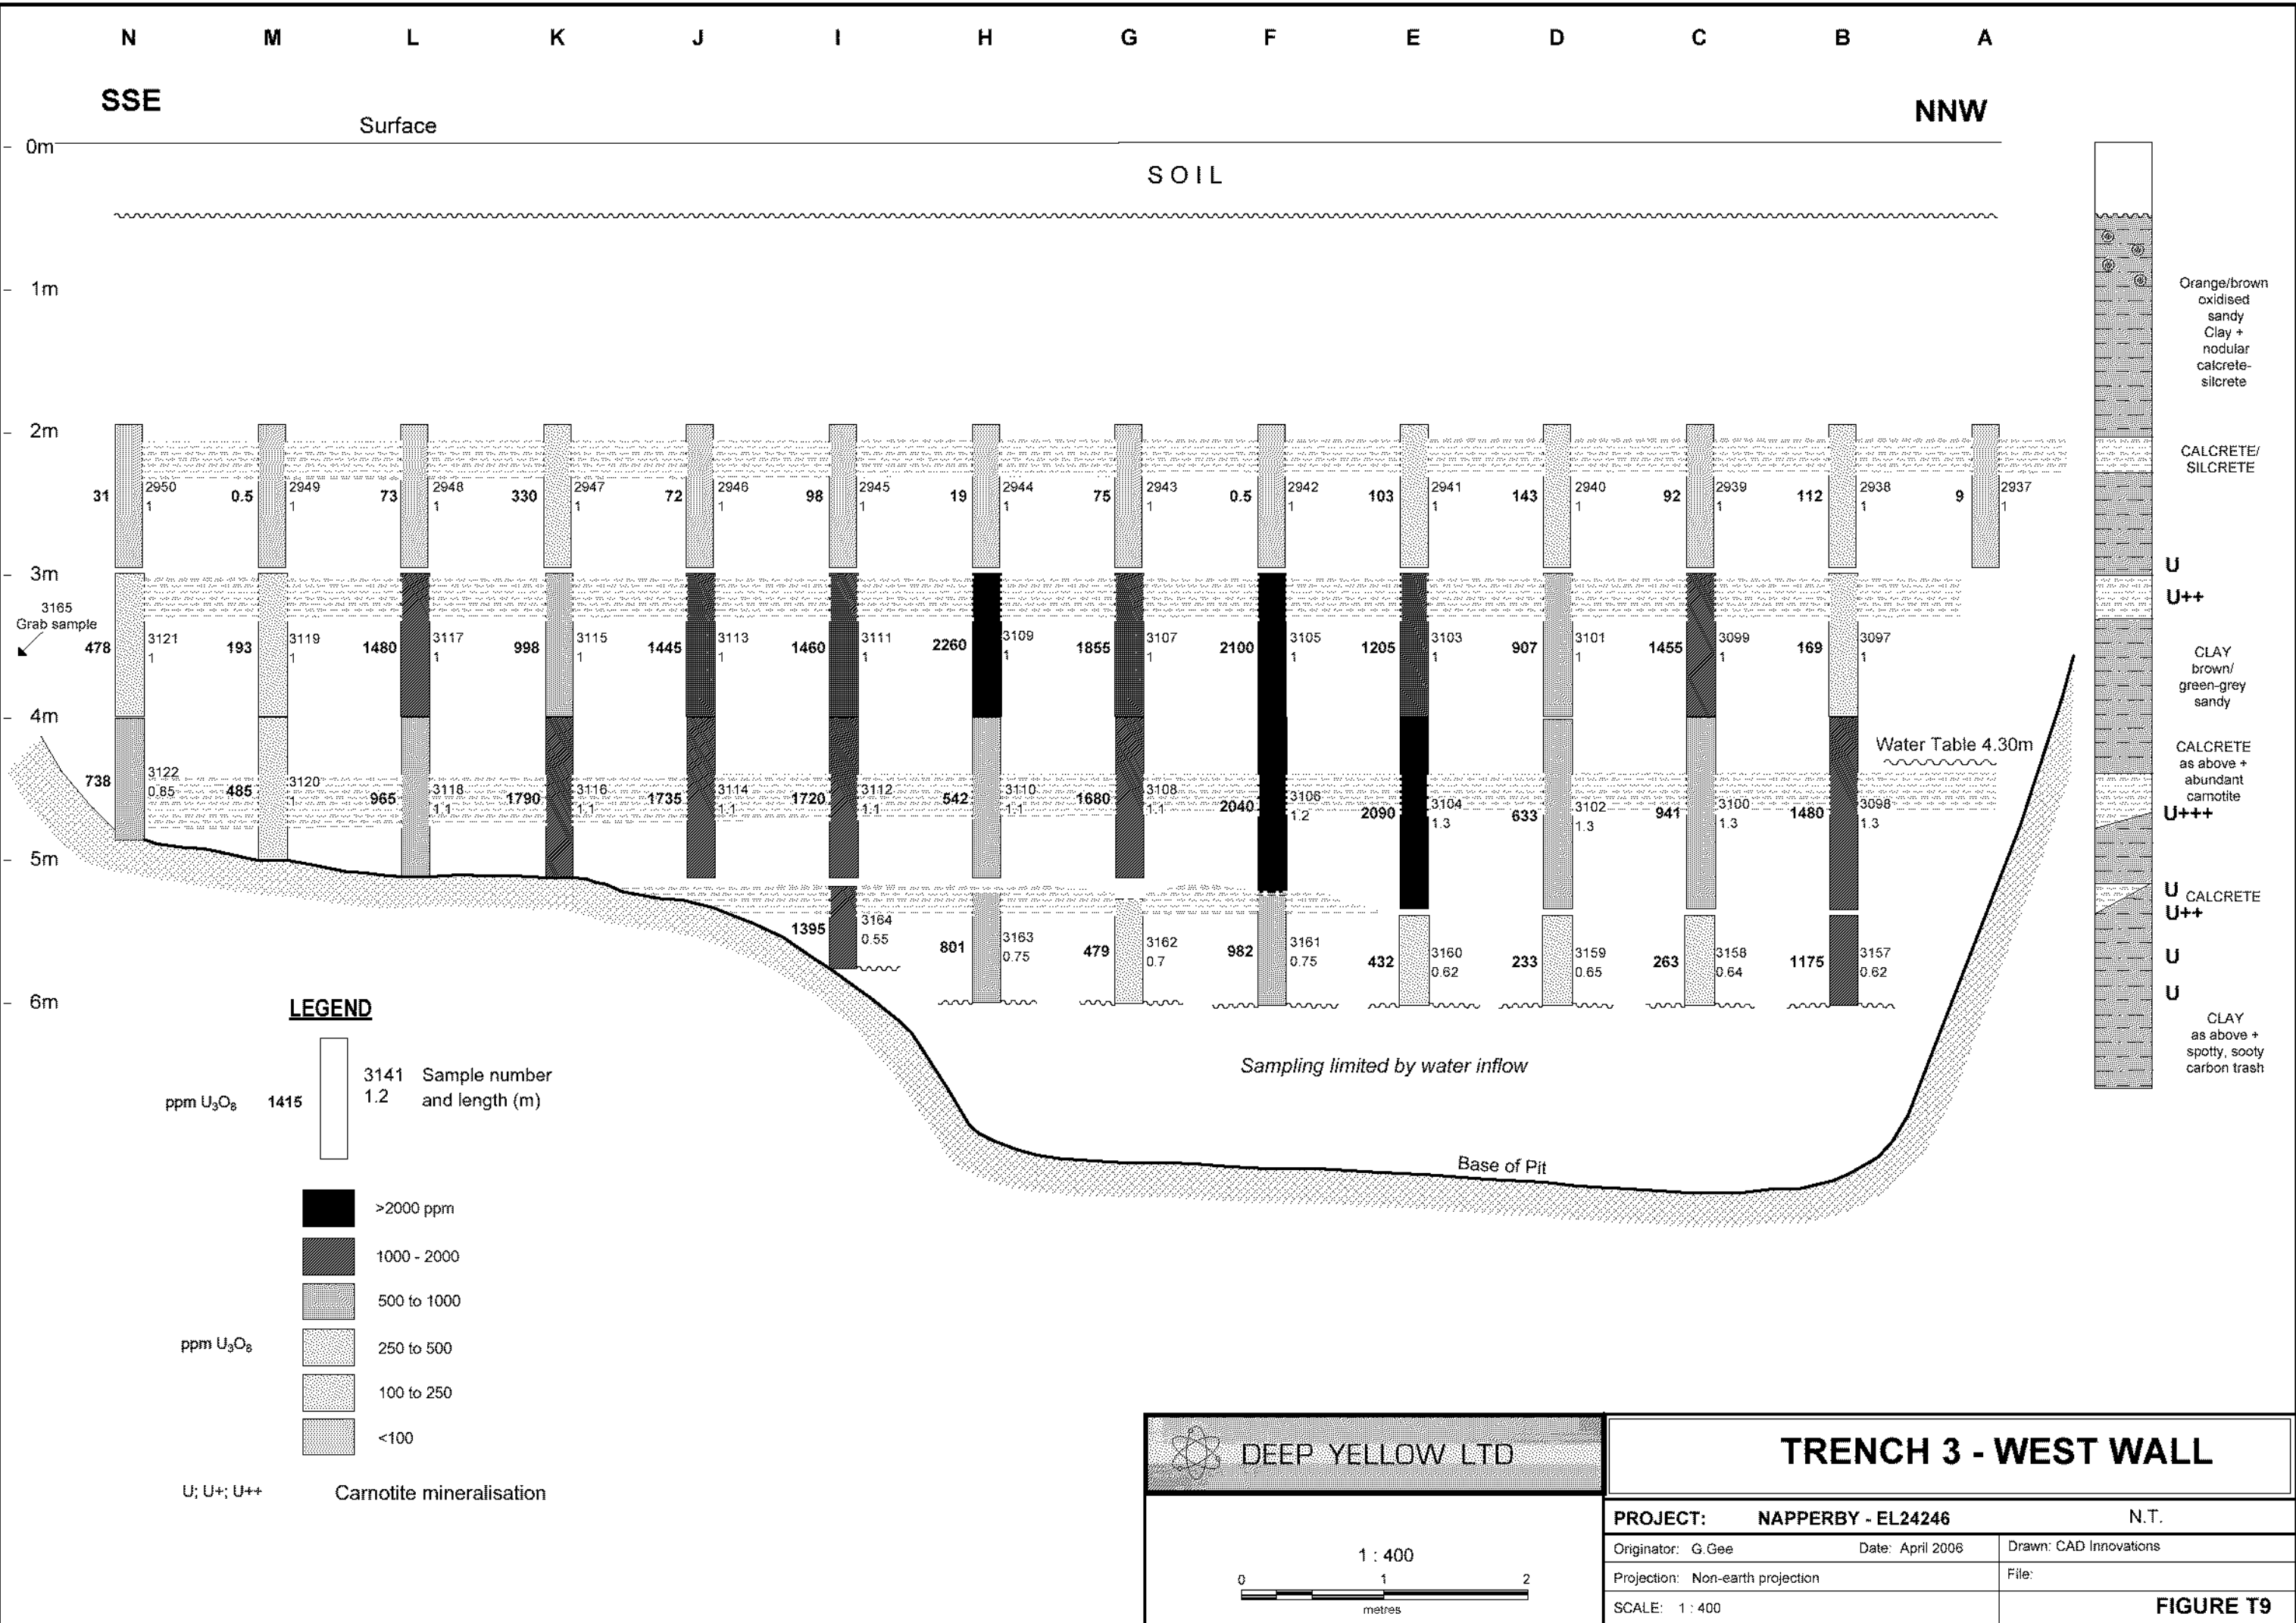 N M L K J I H G F E D C B A
SSE
NNW
Surface
0m
SOIL
1m
2m
31 2950 1
0.5 2949 1
73 2948 1
330 2947 1
72 2946 1
98 2945 1
19 2944 1
75 2943 1
0.5 2942 1
103 2941 1
143 2940 1
92 2939 1
112 2938 1
9 2937 1
3m
3165
Grab sample
478 3121 1
193 3119 1
1480 3117 1
998 3115 1
1445 3113 1
1460 3111 1
2260 3109 1
1855 3107 1
2100 3105 1
1205 3103 1
907 3101 1
1455 3099 1
169 3097 1
4m
Water Table 4.30m
738 3122 0.85
485 3120 1
965 3118 1.1
1790 3116 1.1
1735 3114 1.1
1720 3112 1.1
542 3110 1.1
1680 3108 1.1
2040 3106 1.2
2090 3104 1.3
633 3102 1.3
941 3100 1.3
1480 3098 1.3
5m
1395 3164 0.55
801 3163 0.75
479 3162 0.7
982 3161 0.75
432 3160 0.62
233 3159 0.65
263 3158 0.64
1175 3157 0.62
6m
Sampling limited by water inflow
Base of Pit
Orange/brown
oxidised
sandy
Clay +
nodular
calcrete-
silcrete
CALCRETE/
SILCRETE
U
U++
CLAY
brown/
green-grey
sandy
CALCRETE
as above +
abundant
carnotite
U+++
U
CALCRETE
U++
U
U
CLAY
as above +
spotty, sooty
carbon trash
LEGEND
ppm U₃O₈ 1415
3141 Sample number
1.2 and length (m)
>2000 ppm
1000 - 2000
500 to 1000
ppm U₃O₈
250 to 500
100 to 250
<100
U; U+; U++ Carnotite mineralisation
DEEP YELLOW LTD
1 : 400
0 1 2
metres
TRENCH 3 - WEST WALL
PROJECT: NAPPERBY - EL24246 N.T.
Originator: G.Gee Date: April 2006 Drawn: CAD Innovations
Projection: Non-earth projection File:
SCALE: 1 : 400 FIGURE T9